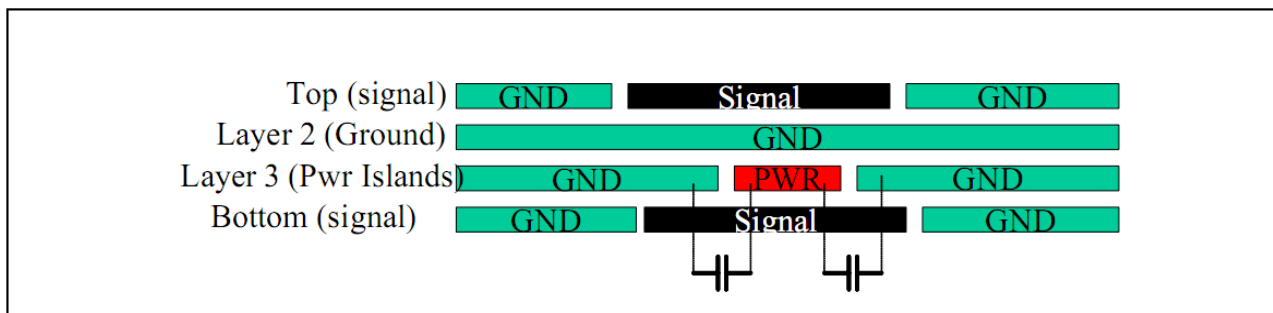 Top (signal) GND Signal GND
Layer 2 (Ground) GND
Layer 3 (Pwr Islands) GND PWR GND
Bottom (signal) GND Signal GND